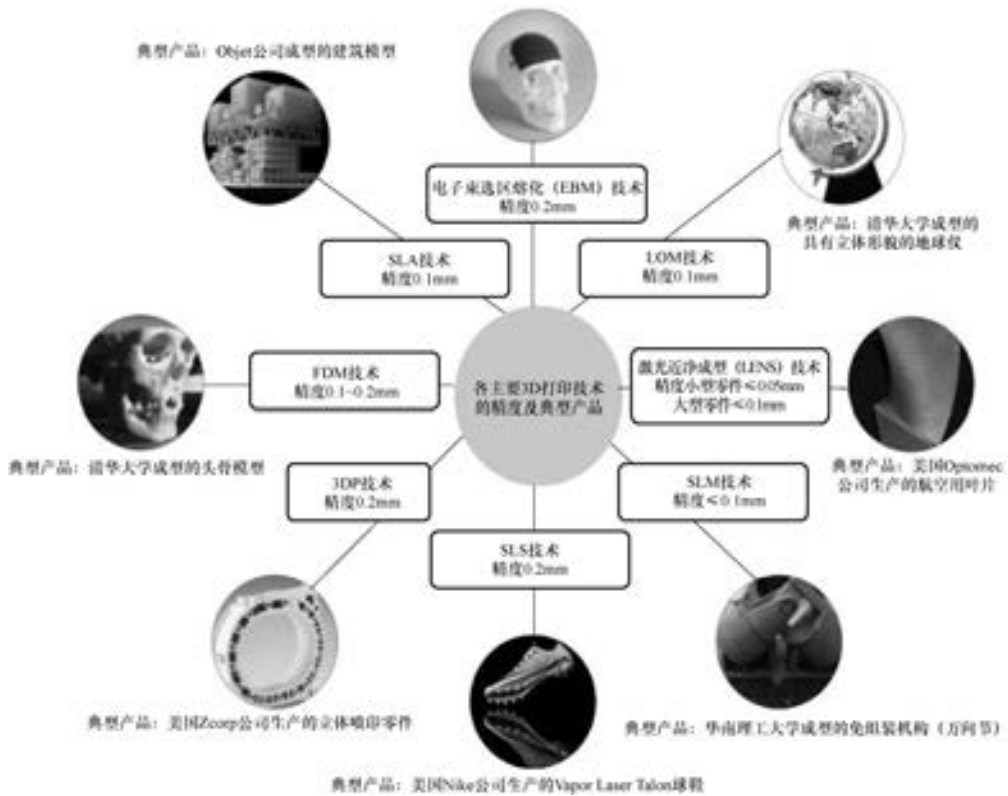 典型产品：Objet公司成型的建筑模型
电子束选区熔化（EBM）技术
精度0.2mm
SLA技术
精度0.1mm
LOM技术
精度0.1mm
典型产品：清华大学成型的
具有立体形貌的地球仪
FDM技术
精度0.1~0.2mm
各主要3D打印技术
的精度及典型产品
激光近净成型（LENS）技术
精度小型零件≤0.05mm
大型零件≤0.1mm
典型产品：清华大学成型的头骨模型
典型产品：美国Optomec
公司生产的航空用叶片
3DP技术
精度0.2mm
SLM技术
精度≤0.1mm
SLS技术
精度0.2mm
典型产品：美国Zcorp公司生产的立体喷印零件
典型产品：华南理工大学成型的免组装机构（万向节）
典型产品：美国Nike公司生产的Vapor Laser Talon球鞋